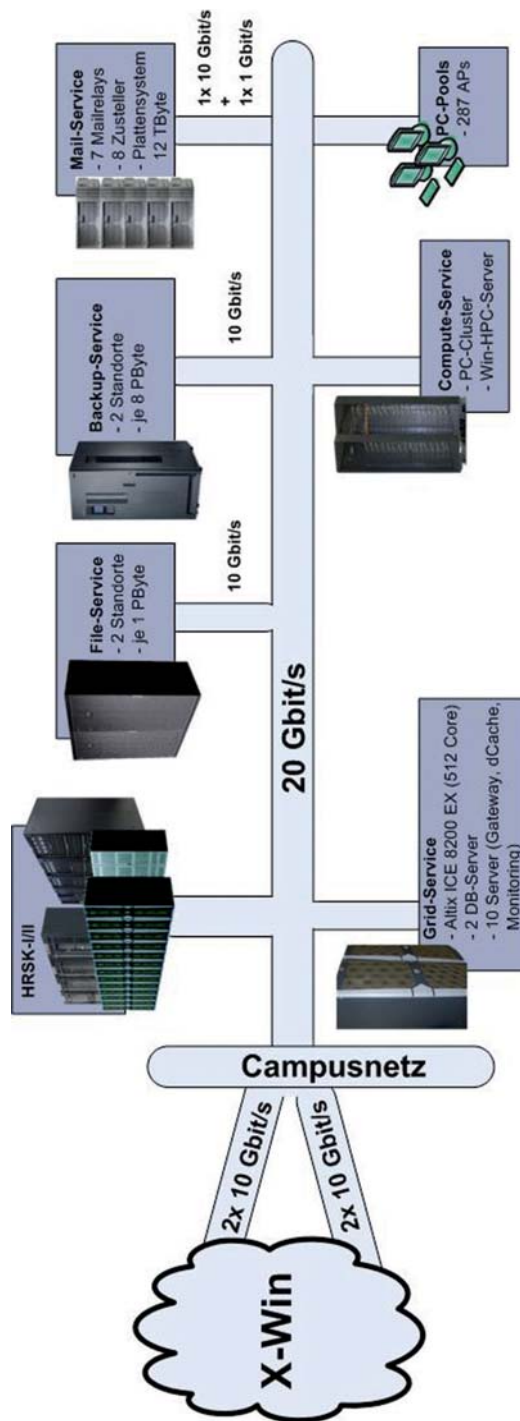 HRSK-I/II
File-Service
- 2 Standorte
- je 1 PByte
Backup-Service
- 2 Standorte
- je 8 PByte
Mail-Service
- 7 Mailrelays
- 8 Zusteller
- Plattensystem
12 TByte
10 Gbit/s
10 Gbit/s
1x 10 Gbit/s
+
1x 1 Gbit/s
X-Win
2x 10 Gbit/s
2x 10 Gbit/s
Campusnetz
20 Gbit/s
Grid-Service
- Altix ICE 8200 EX (512 Core)
- 2 DB-Server
- 10 Server (Gateway, dCache,
Monitoring)
Compute-Service
- PC-Cluster
- Win-HPC-Server
PC-Pools
- 287 APs